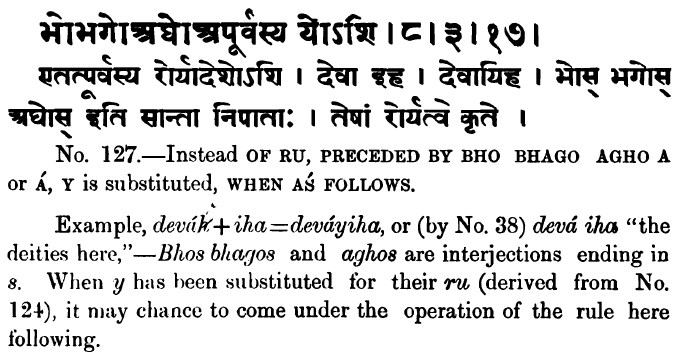 भोभगोअघोअपूर्वस्य योऽशि।८।३।१७।
एतत्पूर्वस्य रोर्यादेशोऽशि । देवा इह । देवायिह । भोस् भगोस्
अघोस् इति सान्ता निपाताः । तेषां रोर्यत्वे कृते ।
No. 127.—Instead OF RU, PRECEDED BY BHO BHAGO AGHO A
or Á, Y is substituted, WHEN AŚ FOLLOWS.
Example, deváh+iha=deváyiha, or (by No. 38) devá iha “the
deities here,”—Bhos bhagos and aghos are interjections ending in
s. When y has been substituted for their ru (derived from No.
124), it may chance to come under the operation of the rule here
following.